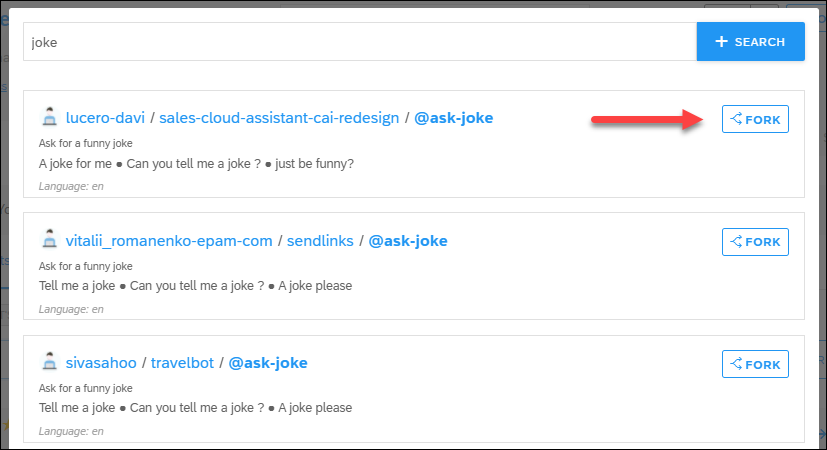 joke
+ SEARCH
lucero-davi / sales-cloud-assistant-cai-redesign / @ask-joke
FORK
Ask for a funny joke
A joke for me ● Can you tell me a joke ? ● just be funny?
Language: en
vitalii_romanenko-epam-com / sendlinks / @ask-joke
FORK
Ask for a funny joke
Tell me a joke ● Can you tell me a joke ? ● A joke please
Language: en
sivasahoo / travelbot / @ask-joke
FORK
Ask for a funny joke
Tell me a joke ● Can you tell me a joke ? ● A joke please
Language: en